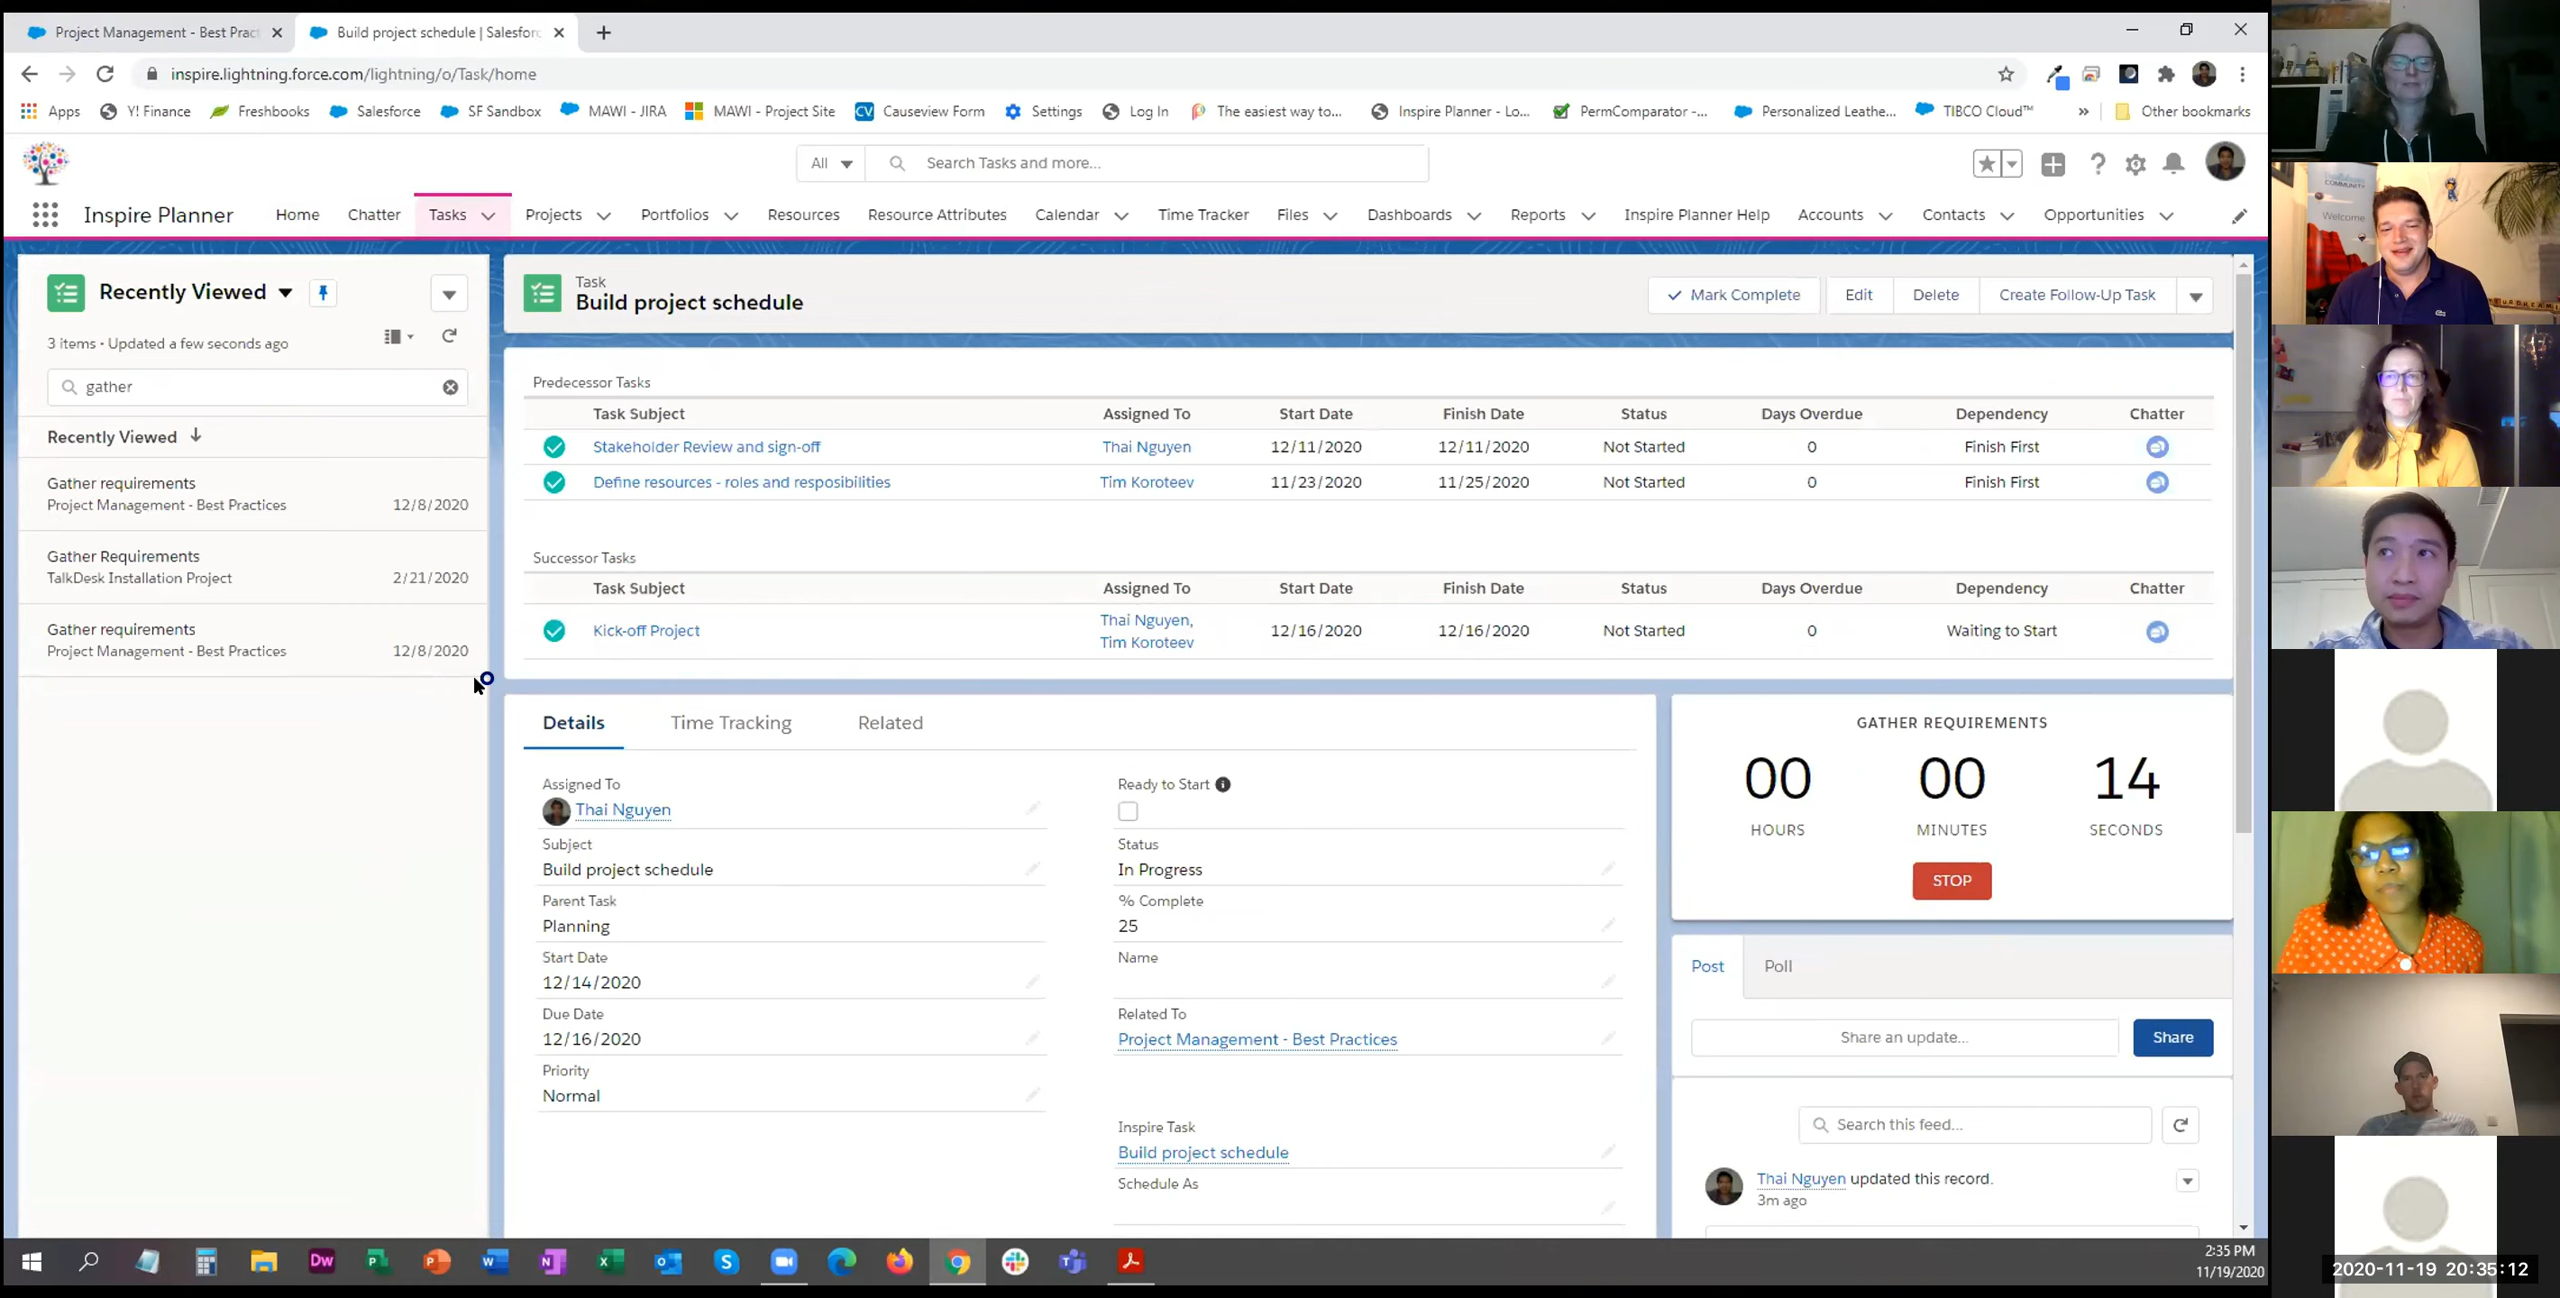 Project Management - Best Pract
Build project schedule | Salesforc
inspire.lightning.force.com/lightning/o/Task/home
Apps
Y! Finance
Freshbooks
Salesforce
SF Sandbox
MAWI - JIRA
MAWI - Project Site
CV
Causeview Form
Settings
Log In
The easiest way to...
Inspire Planner - Lo...
PermComparator -...
Personalized Leathe...
TIBCO Cloud™
»
Other bookmarks
All
Search Tasks and more...
Inspire Planner
Home
Chatter
Tasks
Projects
Portfolios
Resources
Resource Attributes
Calendar
Time Tracker
Files
Dashboards
Reports
Inspire Planner Help
Accounts
Contacts
Opportunities
Recently Viewed
3 items • Updated a few seconds ago
gather
Recently Viewed
Gather requirements
Project Management - Best Practices 12/8/2020
Gather Requirements
TalkDesk Installation Project 2/21/2020
Gather requirements
Project Management - Best Practices 12/8/2020
Task
Build project schedule
Mark Complete
Edit
Delete
Create Follow-Up Task
Predecessor Tasks
Task Subject Assigned To Start Date Finish Date Status Days Overdue Dependency Chatter
Stakeholder Review and sign-off Thai Nguyen 12/11/2020 12/11/2020 Not Started 0 Finish First
Define resources - roles and resposibilities Tim Koroteev 11/23/2020 11/25/2020 Not Started 0 Finish First
Successor Tasks
Task Subject Assigned To Start Date Finish Date Status Days Overdue Dependency Chatter
Kick-off Project Thai Nguyen, Tim Koroteev 12/16/2020 12/16/2020 Not Started 0 Waiting to Start
Details
Time Tracking
Related
Assigned To
Thai Nguyen
Subject
Build project schedule
Parent Task
Planning
Start Date
12/14/2020
Due Date
12/16/2020
Priority
Normal
Ready to Start
Status
In Progress
% Complete
25
Name
Related To
Project Management - Best Practices
Inspire Task
Build project schedule
Schedule As
GATHER REQUIREMENTS
00 00 14
HOURS MINUTES SECONDS
STOP
Post
Poll
Share an update...
Share
Search this feed...
Thai Nguyen updated this record.
3m ago
Dw
2:35 PM
11/19/2020
COMMUNITY
Welcome
2020-11-19 20:35:12